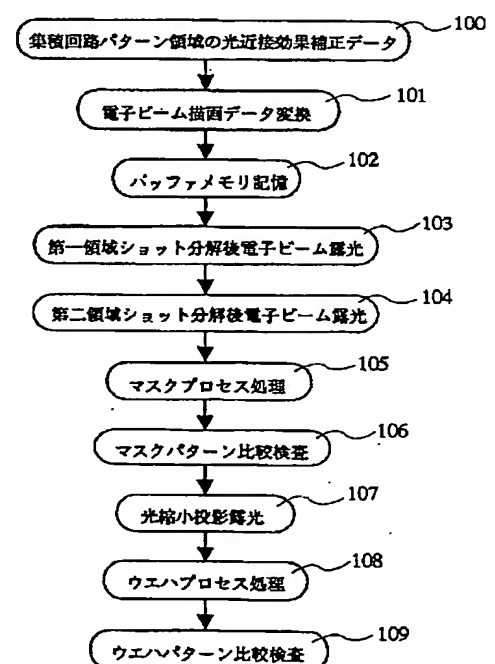 集積回路パターン領域の光近接効果補正データ 100
電子ビーム描画データ変換 101
バッファメモリ記憶 102
第一領域ショット分解後電子ビーム露光 103
第二領域ショット分解後電子ビーム露光 104
マスクプロセス処理 105
マスクパターン比較検査 106
光縮小投影露光 107
ウエハプロセス処理 108
ウエハパターン比較検査 109